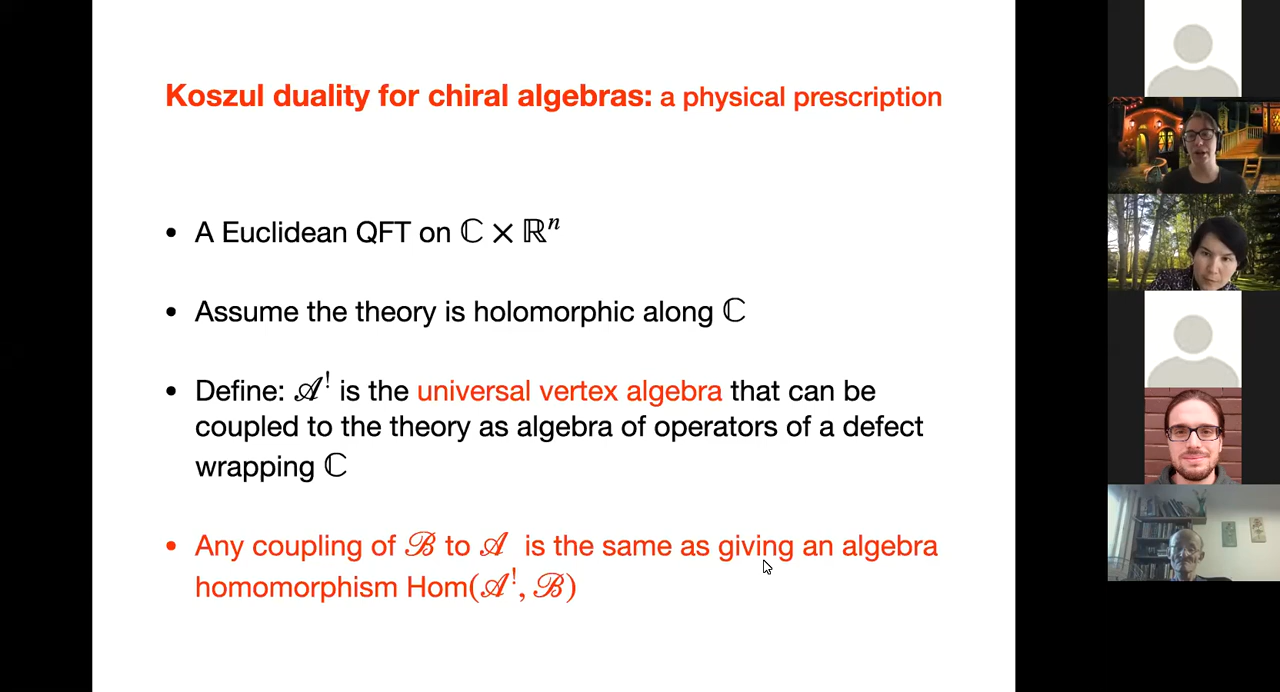 Koszul duality for chiral algebras: a physical prescription
• A Euclidean QFT on ℂ × ℝⁿ
• Assume the theory is holomorphic along ℂ
• Define: 𝒜^! is the universal vertex algebra that can be
coupled to the theory as algebra of operators of a defect
wrapping ℂ
• Any coupling of ℬ to 𝒜 is the same as giving an algebra
homomorphism Hom(𝒜^!, ℬ)